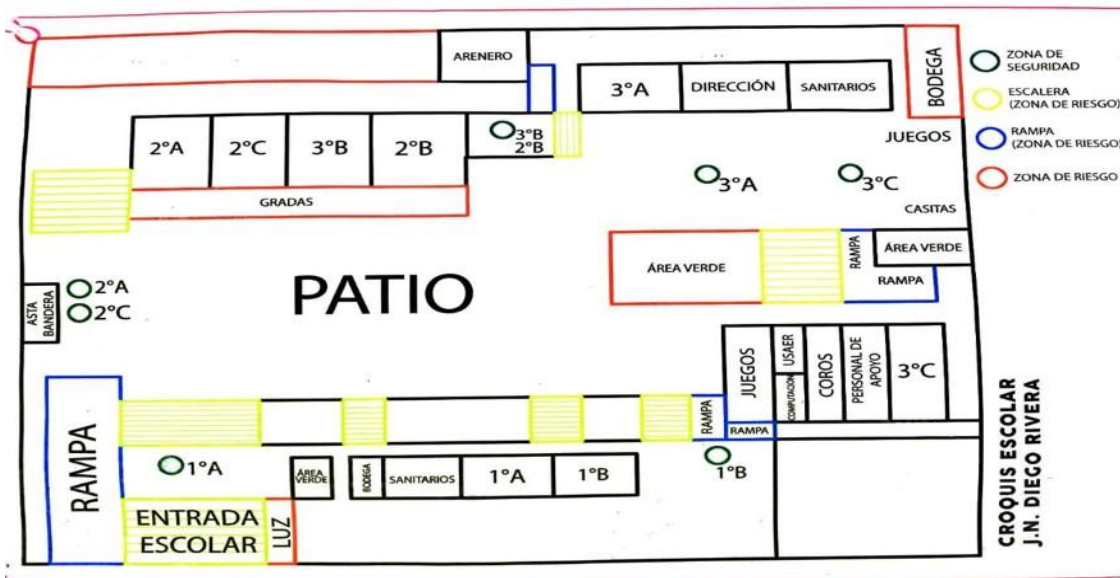 ARENERO
3°A
DIRECCIÓN
SANITARIOS
BODEGA
ZONA DE
SEGURIDAD
ESCALERA
(ZONA DE RIESGO)
RAMPA
(ZONA DE RIESGO)
ZONA DE RIESGO
2°A
2°C
3°B
2°B
3°B
2°B
JUEGOS
3°A
3°C
GRADAS
CASITAS
ÁREA VERDE
RAMPA
ÁREA VERDE
RAMPA
PATIO
ASTA
BANDERA
2°A
2°C
JUEGOS
USAER
COMPUTACIÓN
COROS
PERSONAL DE
APOYO
3°C
RAMPA
RAMPA
RAMPA
1°A
ÁREA
VERDE
BODEGA
SANITARIOS
1°A
1°B
1°B
ENTRADA
ESCOLAR
LUZ
CROQUIS ESCOLAR
J.N. DIEGO RIVERA